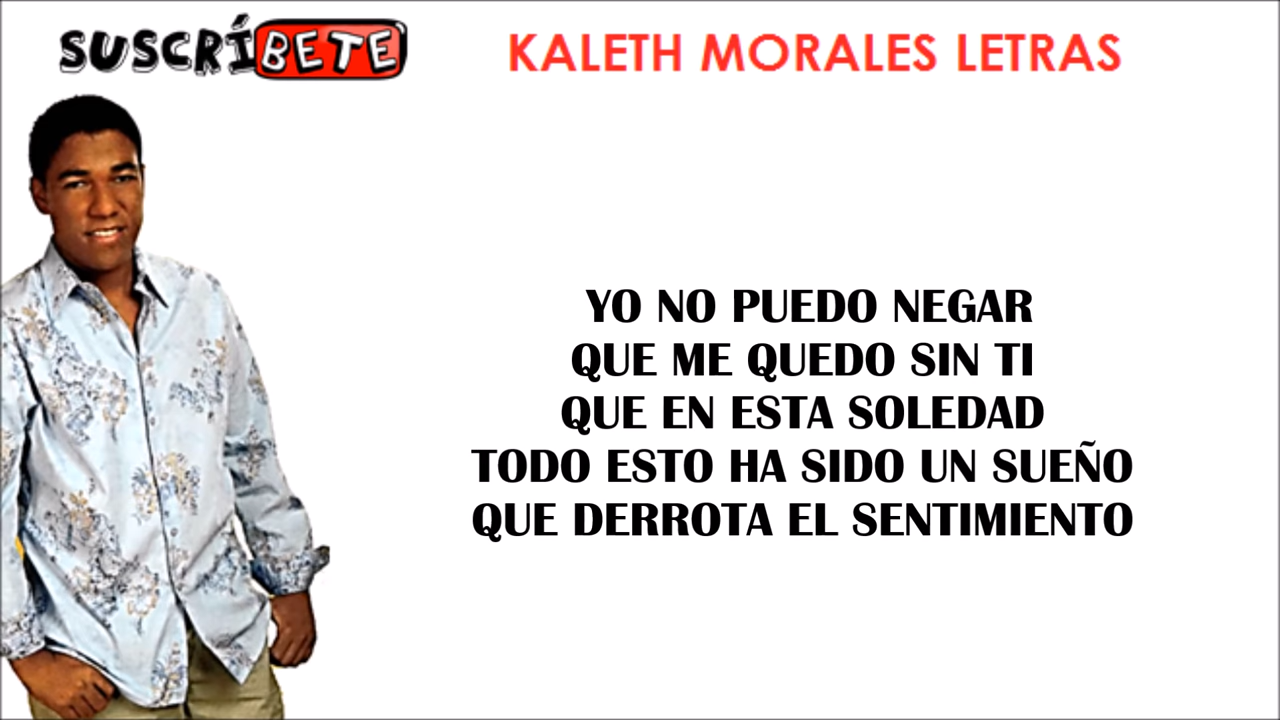 SUSCRÍBETE
KALETH MORALES LETRAS
YO NO PUEDO NEGAR
QUE ME QUEDO SIN TI
QUE EN ESTA SOLEDAD
TODO ESTO HA SIDO UN SUEÑO
QUE DERROTA EL SENTIMIENTO